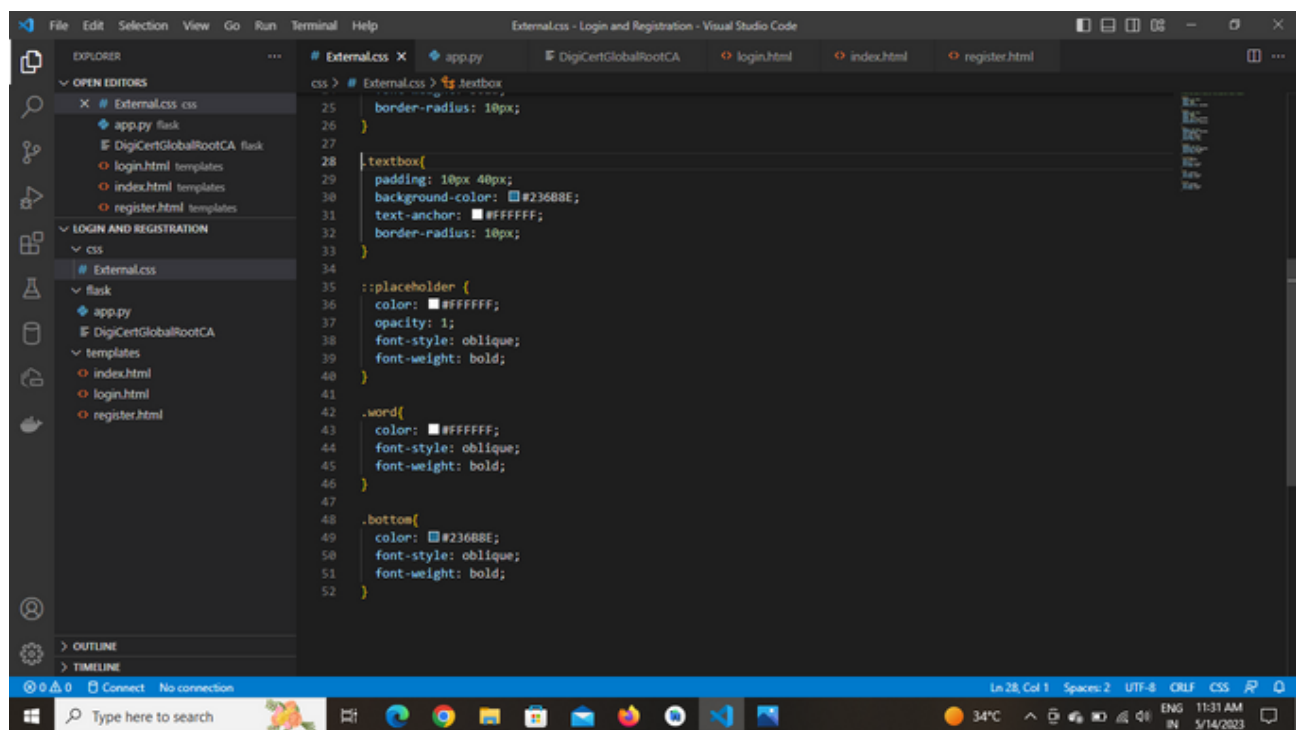 File Edit Selection View Go Run Terminal Help
External.css - Login and Registration - Visual Studio Code
EXPLORER
OPEN EDITORS
# External.css css
app.py flask
DigiCertGlobalRootCA flask
login.html templates
index.html templates
register.html templates
LOGIN AND REGISTRATION
css
# External.css
flask
app.py
DigiCertGlobalRootCA
templates
index.html
login.html
register.html
OUTLINE
TIMELINE
# External.css
app.py
DigiCertGlobalRootCA
login.html
index.html
register.html
css > # External.css > .textbox
25 border-radius: 10px;
26 }
27
28 .textbox{
29 padding: 10px 40px;
30 background-color: #236B8E;
31 text-anchor: #FFFFFF;
32 border-radius: 10px;
33 }
34
35 ::placeholder {
36 color: #FFFFFF;
37 opacity: 1;
38 font-style: oblique;
39 font-weight: bold;
40 }
41
42 .word{
43 color: #FFFFFF;
44 font-style: oblique;
45 font-weight: bold;
46 }
47
48 .bottom{
49 color: #236B8E;
50 font-style: oblique;
51 font-weight: bold;
52 }
0 0 Connect No connection
Ln 28, Col 1 Spaces: 2 UTF-8 CRLF CSS
Type here to search
34°C
ENG
IN
11:31 AM
5/14/2023